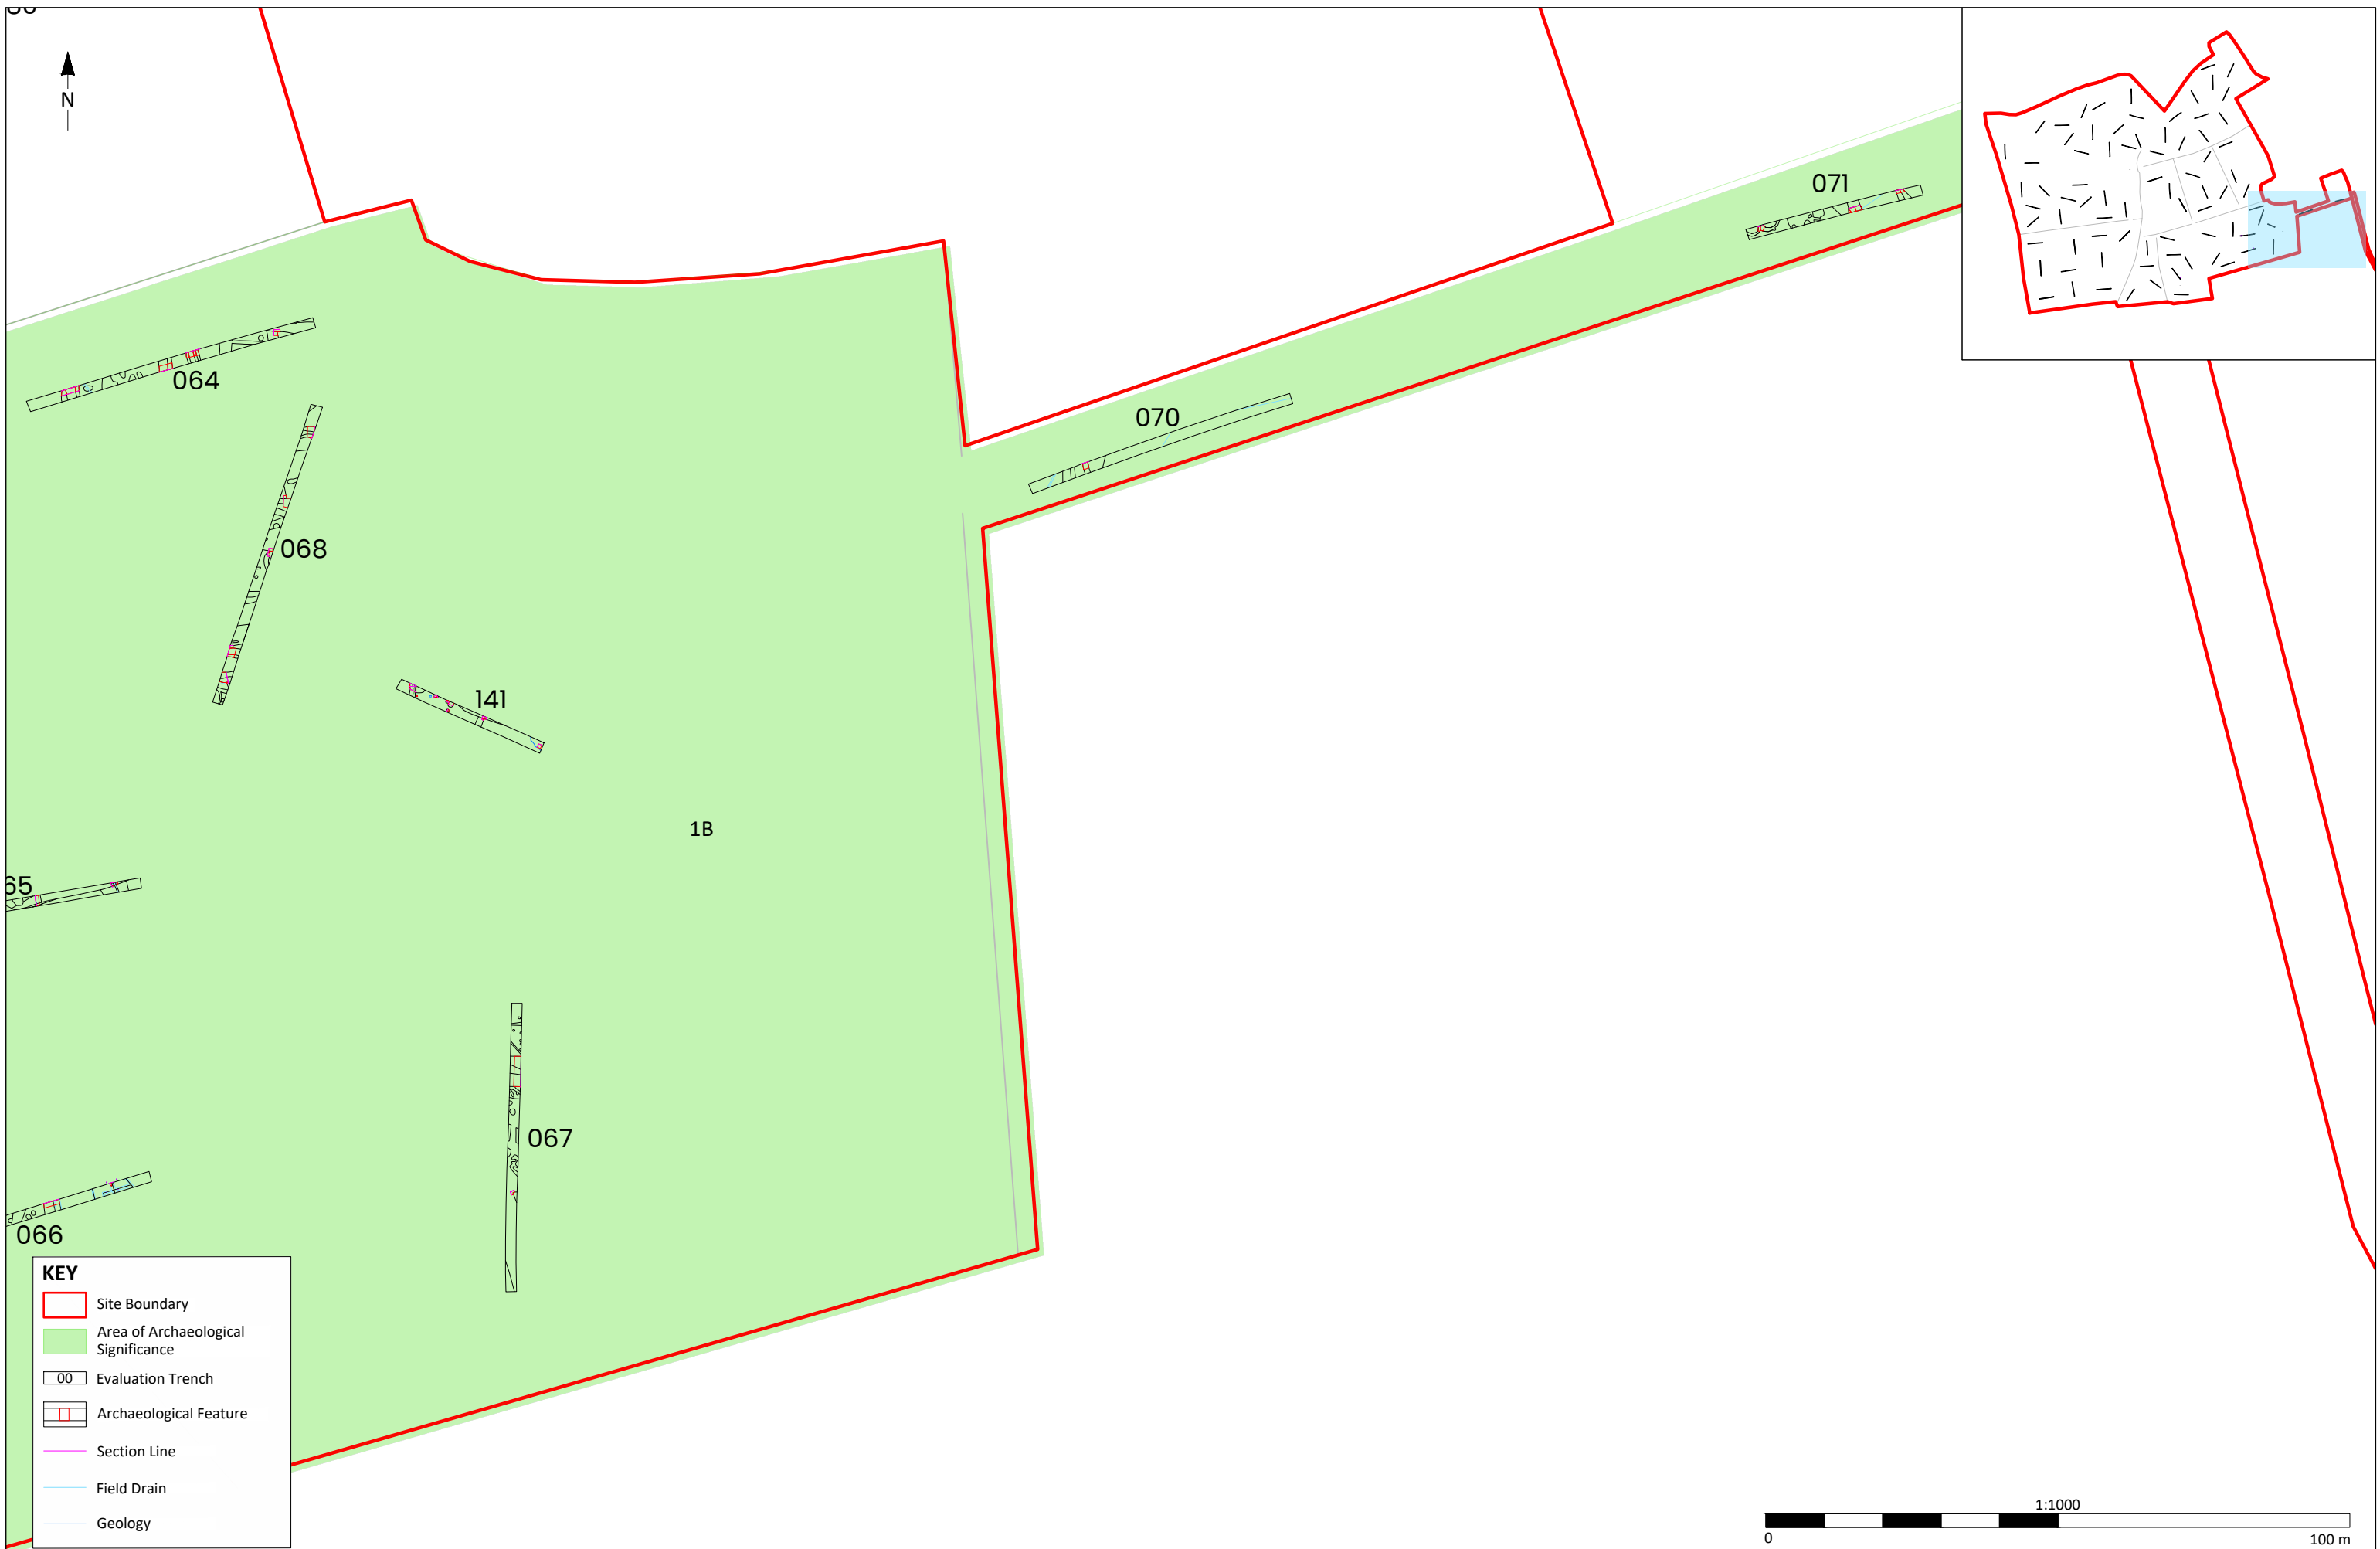 N
071
064
070
068
141
1B
65
067
066
KEY
Site Boundary
Area of Archaeological
Significance
00
Evaluation Trench
Archaeological Feature
Section Line
Field Drain
Geology
1:1000
0
100 m